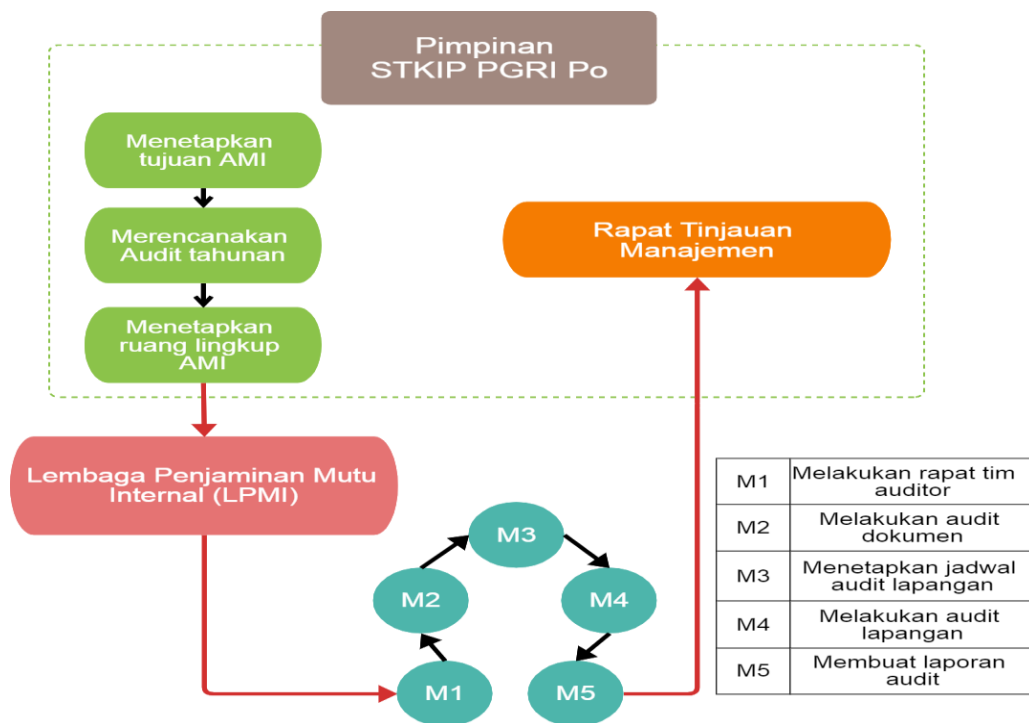 Pimpinan
STKIP PGRI Po
Menetapkan
tujuan AMI
Merencanakan
Audit tahunan
Menetapkan
ruang lingkup
AMI
Rapat Tinjauan
Manajemen
Lembaga Penjaminan Mutu
Internal (LPMI)
M1
M2
M3
M4
M5
M1 Melakukan rapat tim
auditor
M2 Melakukan audit
dokumen
M3 Menetapkan jadwal
audit lapangan
M4 Melakukan audit
lapangan
M5 Membuat laporan
audit